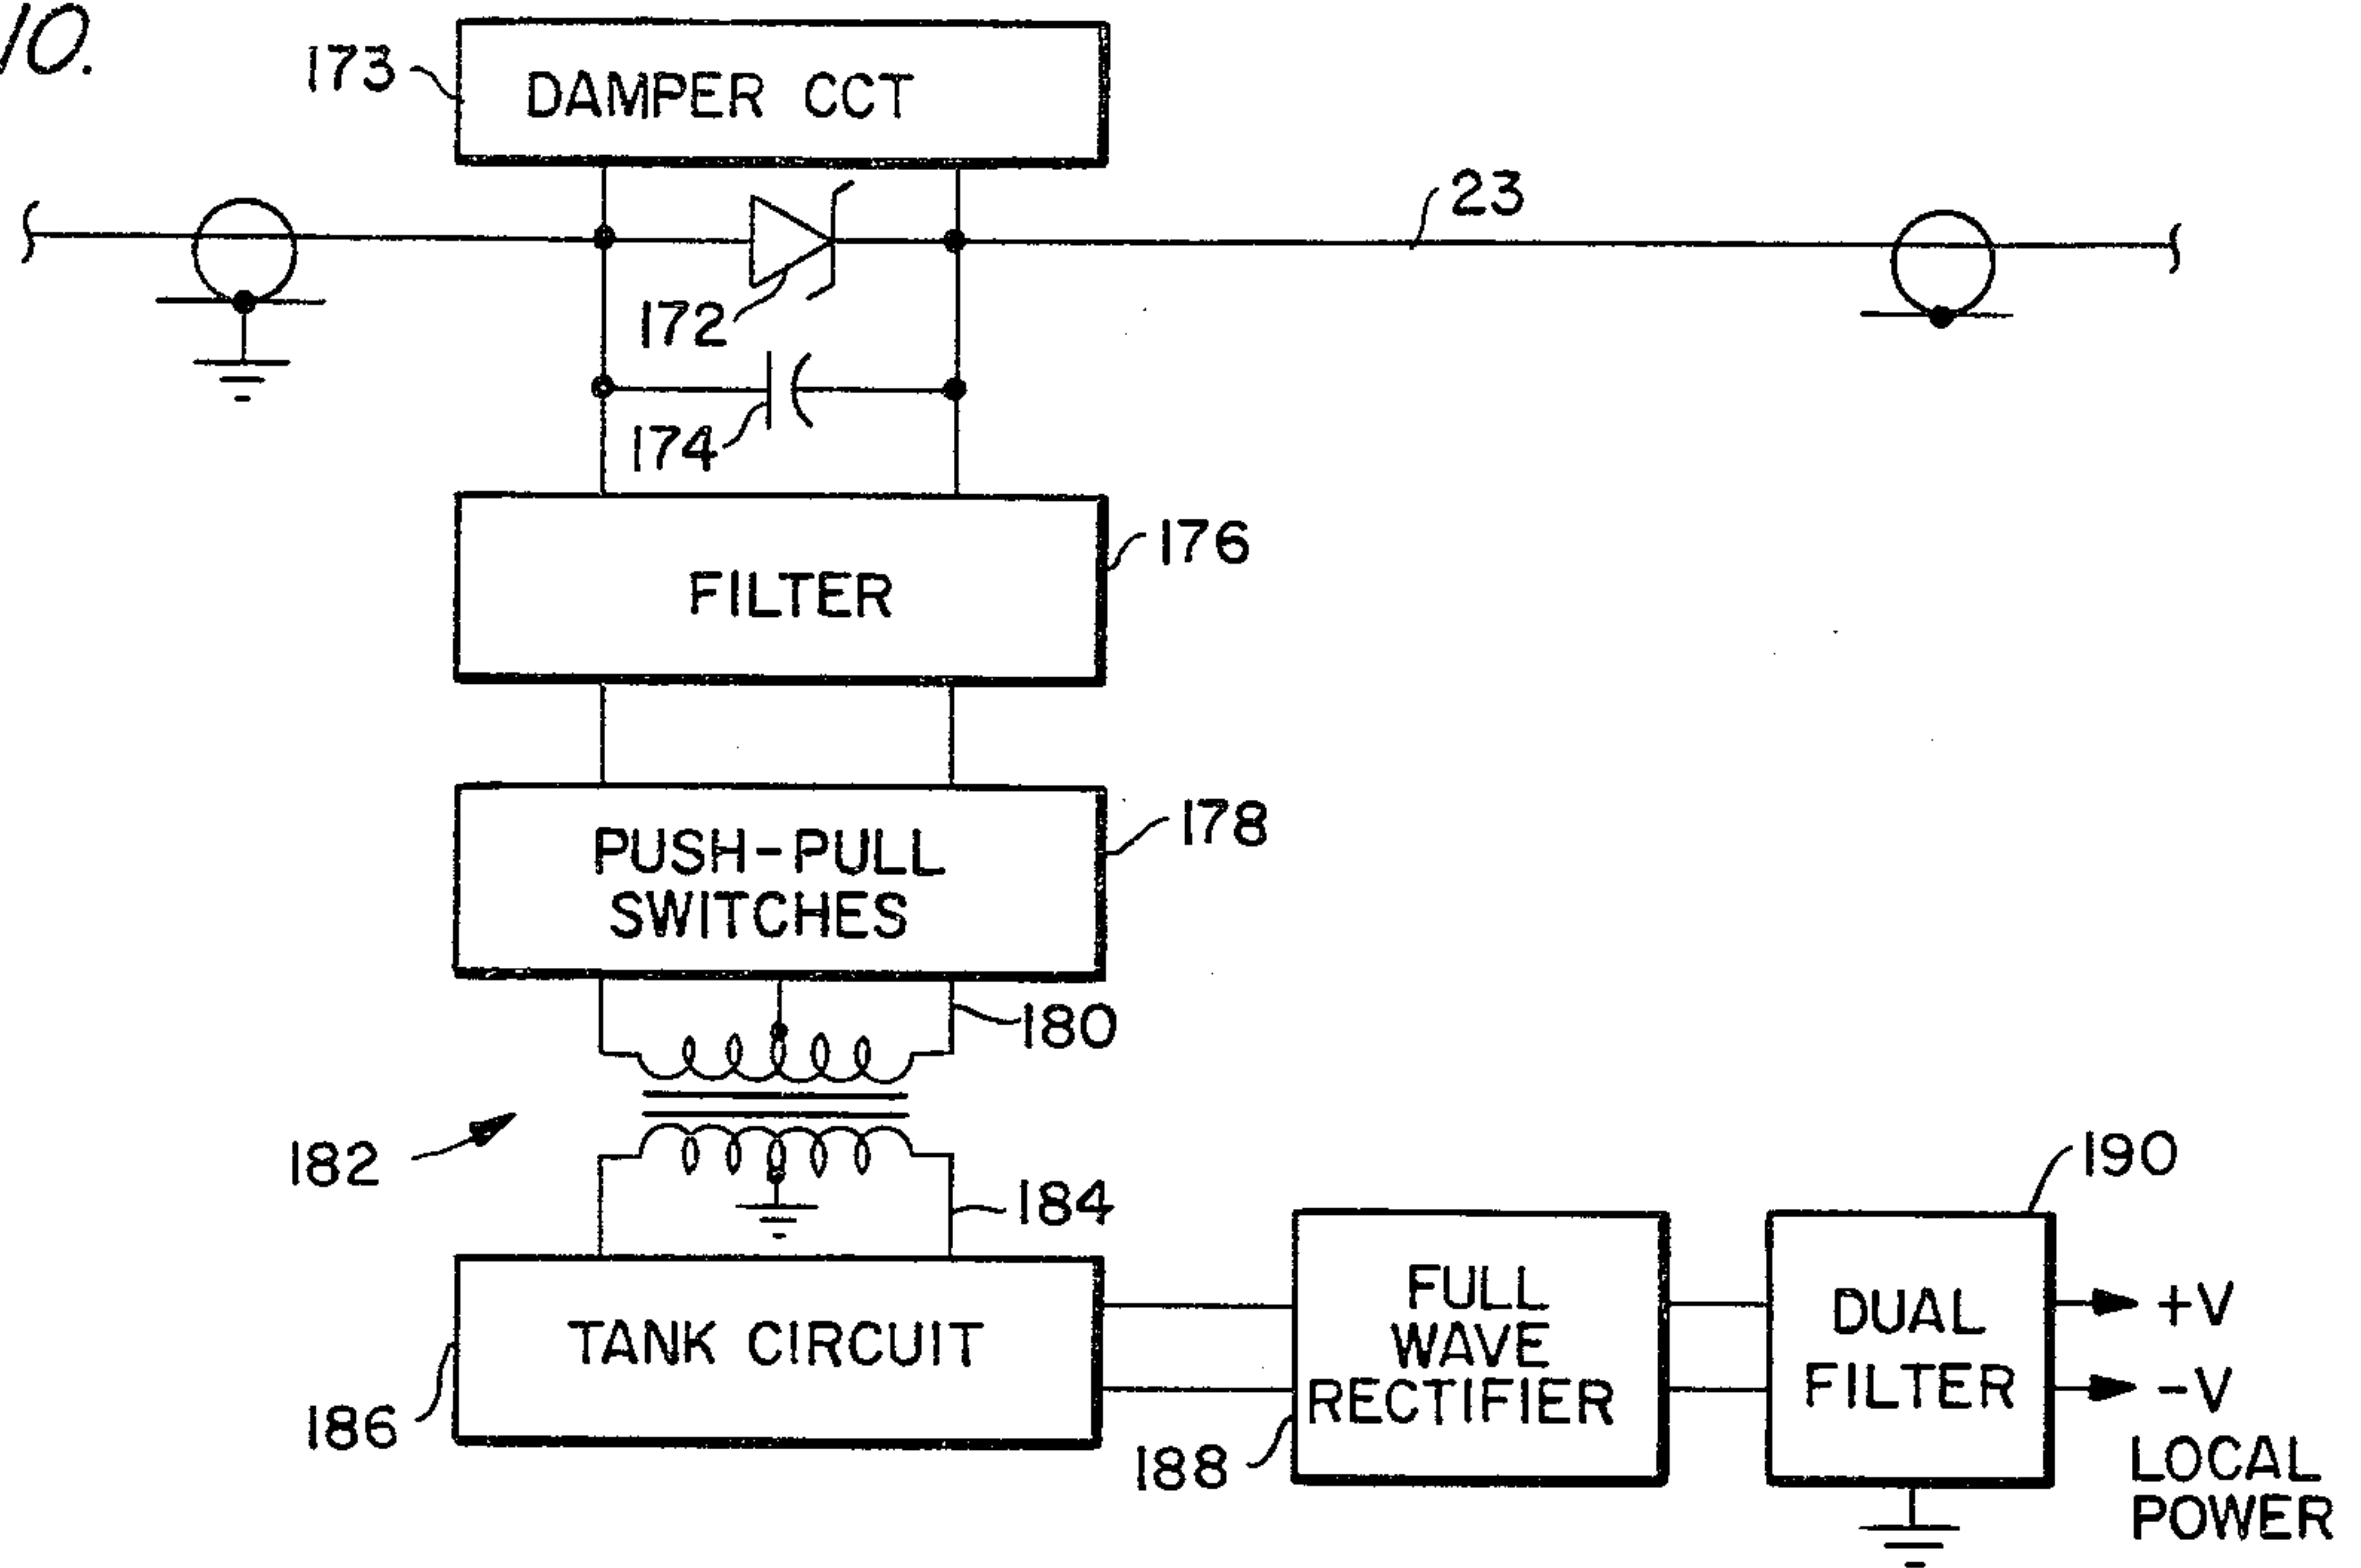 10.
173
DAMPER CCT
23
172
174
176
FILTER
178
PUSH-PULL
SWITCHES
180
182
184
190
TANK CIRCUIT
186
FULL
WAVE
RECTIFIER
188
DUAL
FILTER
+V
-V
LOCAL
POWER